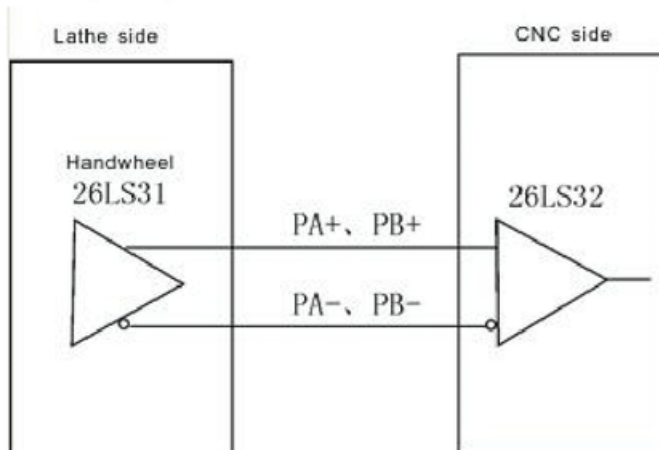 Lathe side
CNC side
Handwheel
26LS31
26LS32
PA+、PB+
PA-、PB-